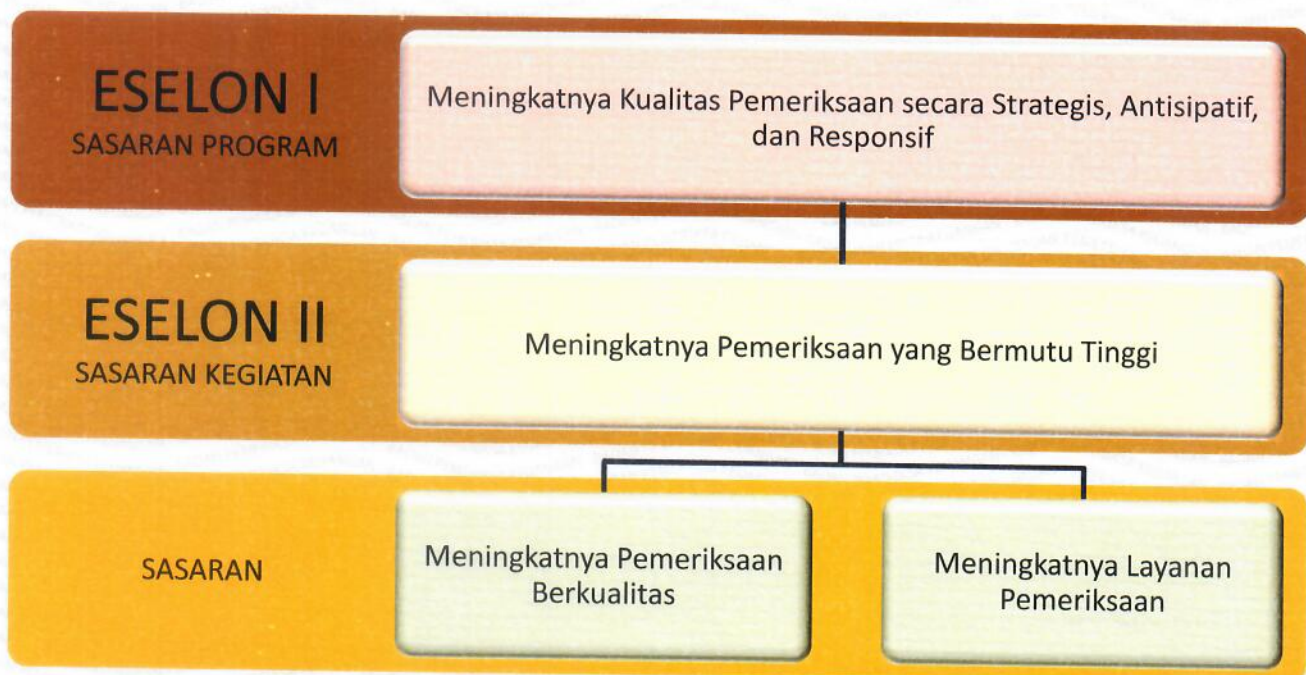 ESELON I
SASARAN PROGRAM
Meningkatnya Kualitas Pemeriksaan secara Strategis, Antisipatif,
dan Responsif
ESELON II
SASARAN KEGIATAN
Meningkatnya Pemeriksaan yang Bermutu Tinggi
SASARAN
Meningkatnya Pemeriksaan
Berkualitas
Meningkatnya Layanan
Pemeriksaan